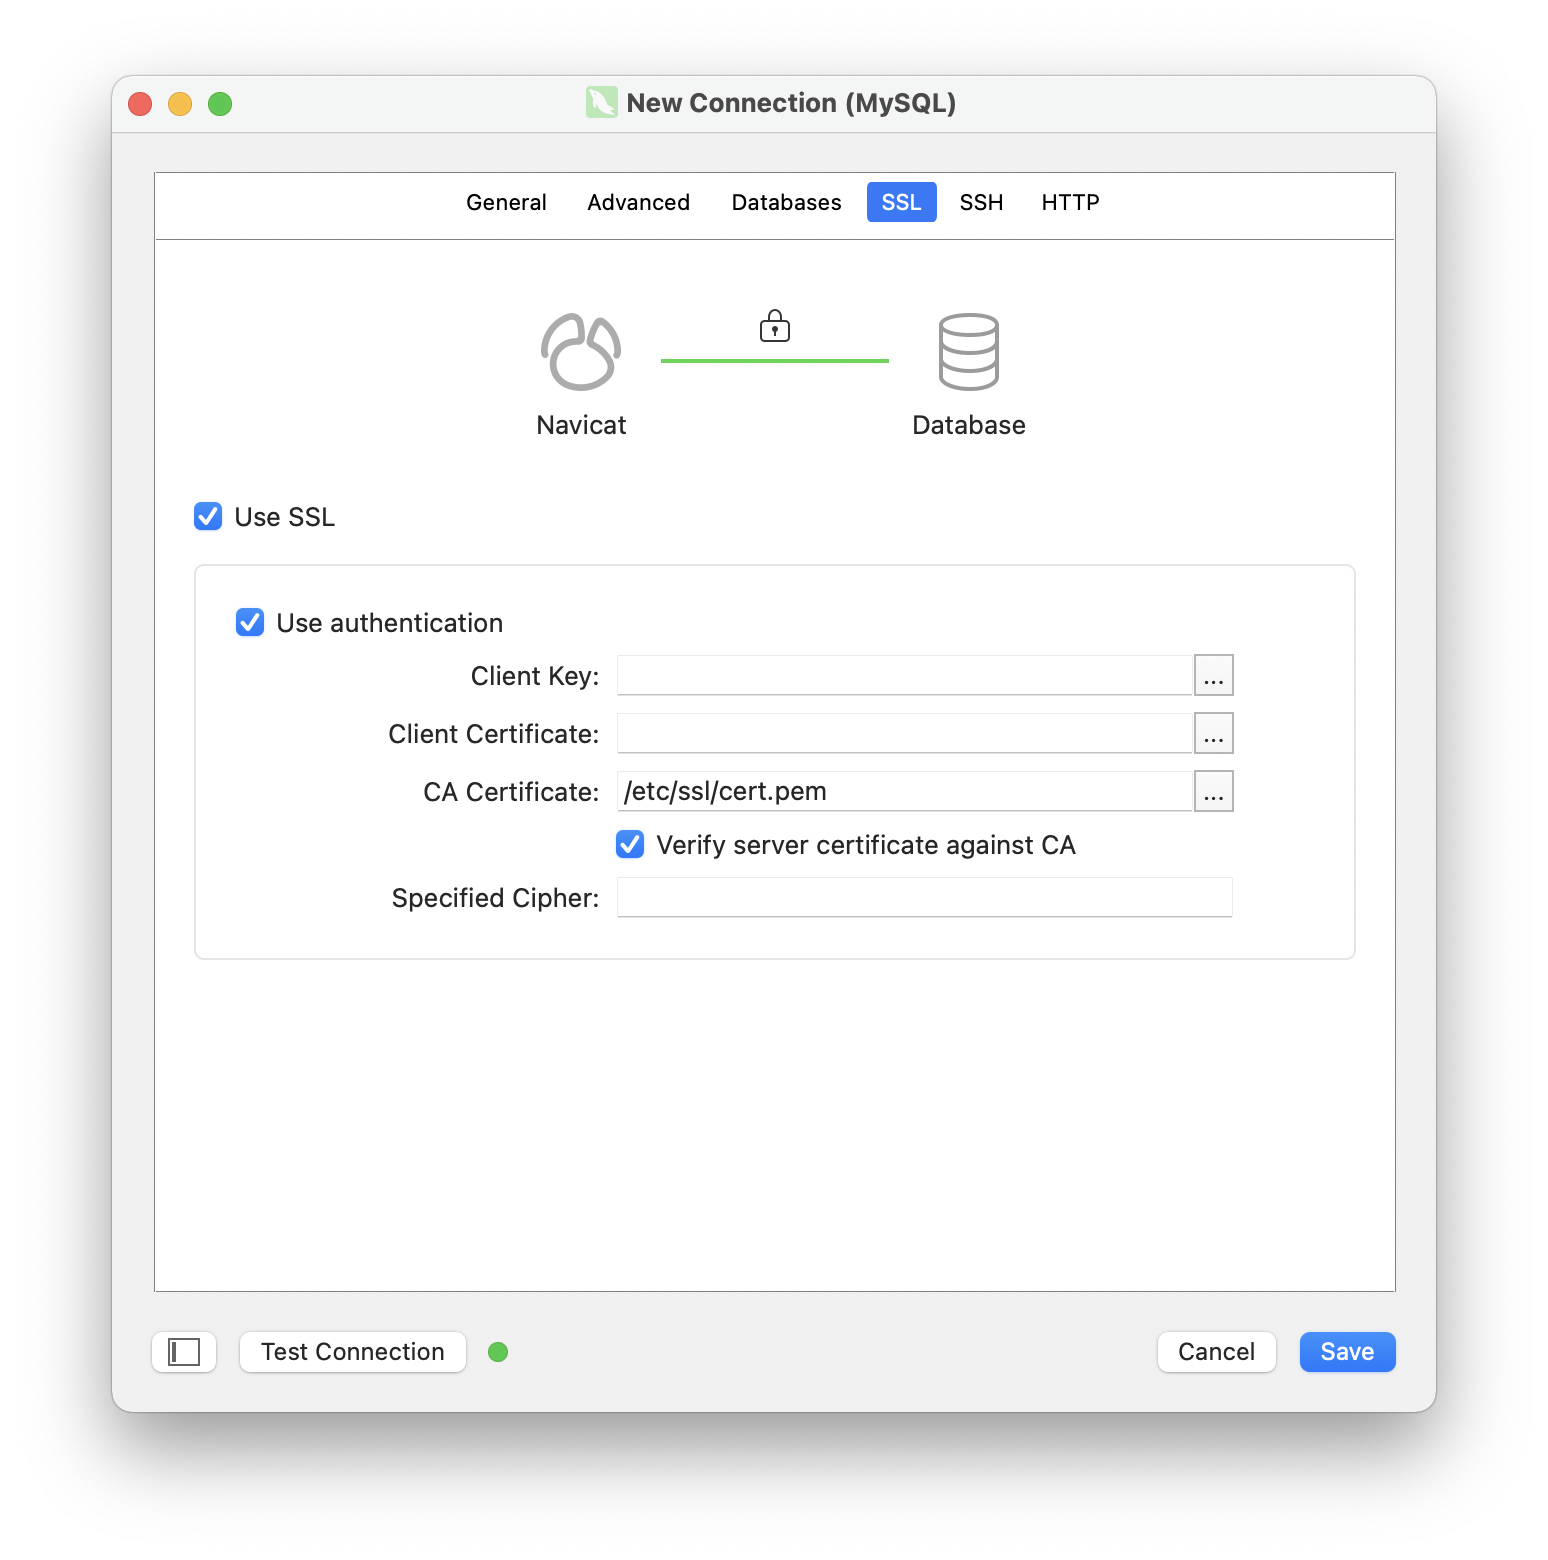 New Connection (MySQL)
General Advanced Databases SSL SSH HTTP
Navicat Database
Use SSL
Use authentication
Client Key: ...
Client Certificate: ...
CA Certificate: /etc/ssl/cert.pem ...
Verify server certificate against CA
Specified Cipher:
Test Connection Cancel Save